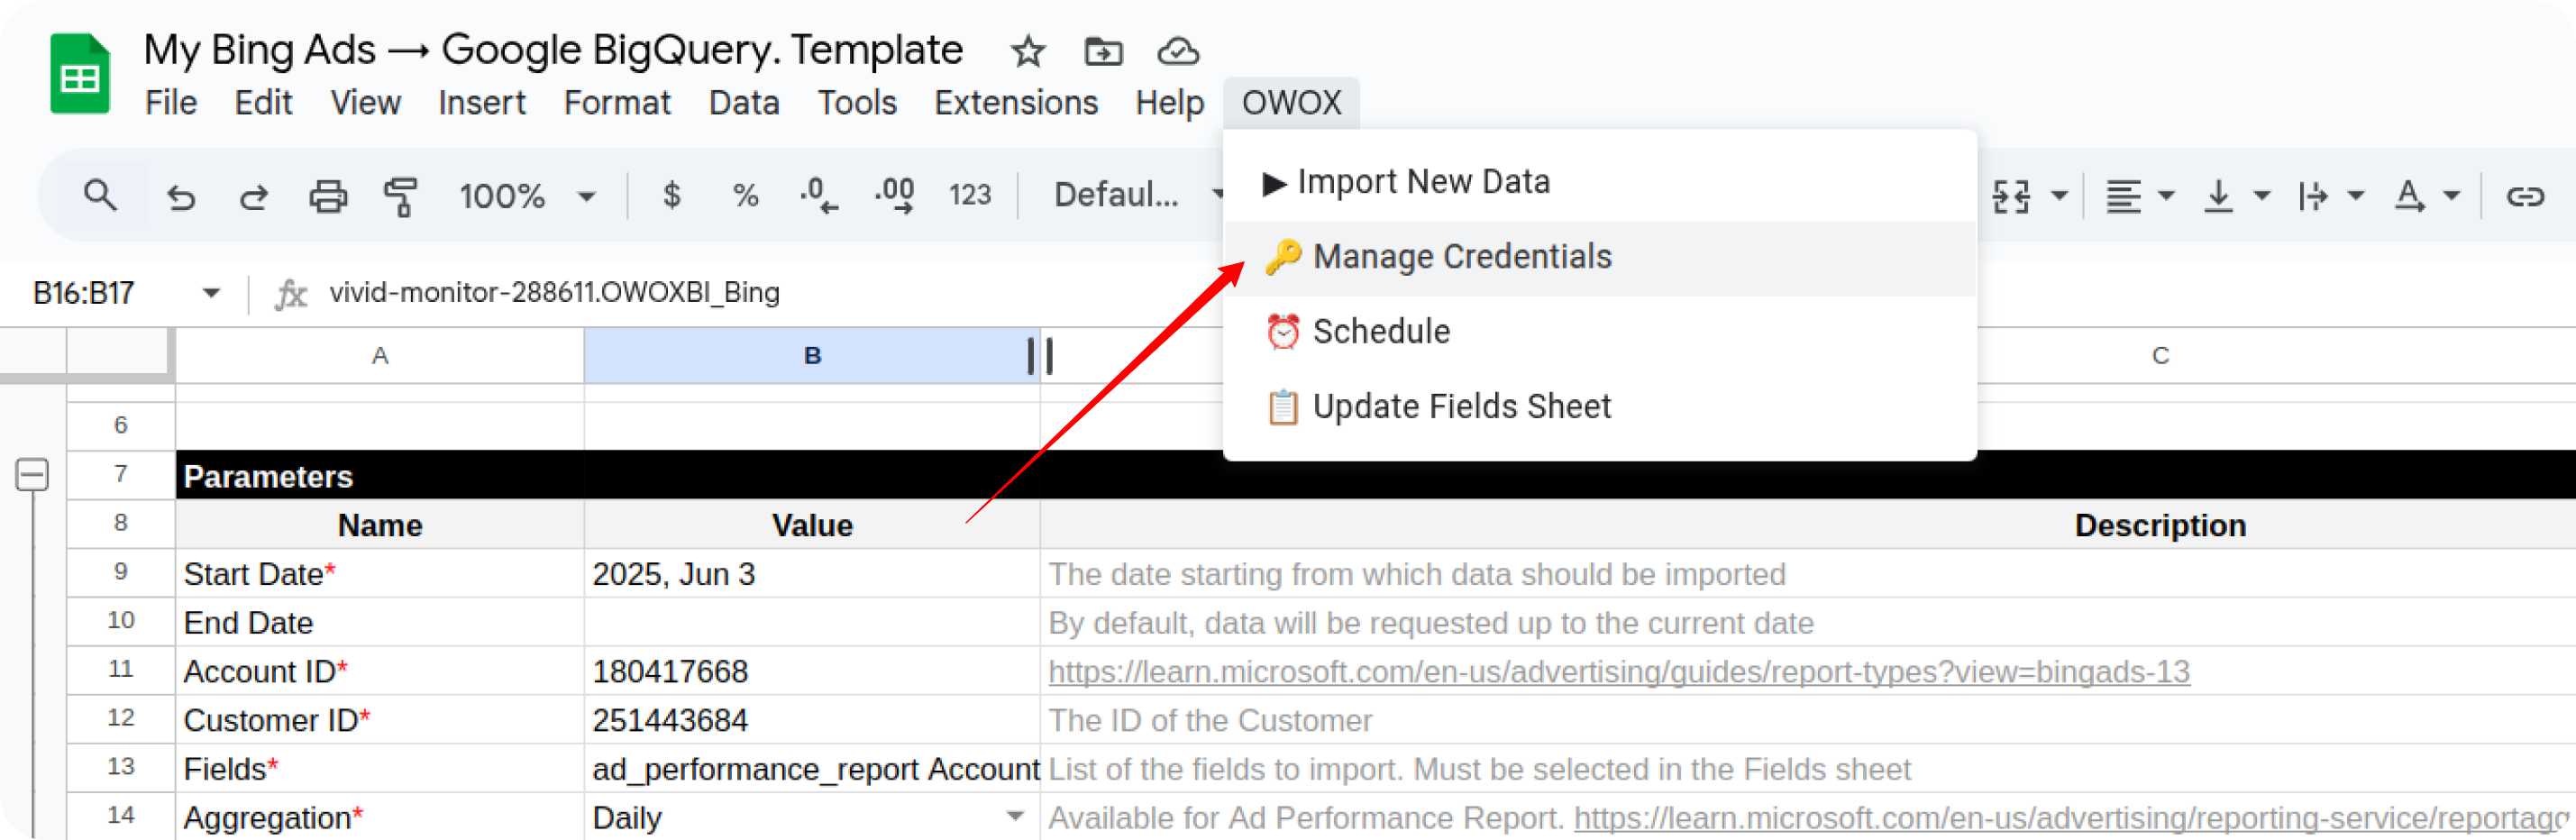 My Bing Ads → Google BigQuery. Template
File Edit View Insert Format Data Tools Extensions Help OWOX
▶ Import New Data
🔑 Manage Credentials
⏰ Schedule
📋 Update Fields Sheet
100% $ % .0 .00 123 Defaul...
B16:B17 fx vivid-monitor-288611.OWOXBI_Bing
A B C
6
7 Parameters
8 Name Value Description
9 Start Date* 2025, Jun 3 The date starting from which data should be imported
10 End Date By default, data will be requested up to the current date
11 Account ID* 180417668 https://learn.microsoft.com/en-us/advertising/guides/report-types?view=bingads-13
12 Customer ID* 251443684 The ID of the Customer
13 Fields* ad_performance_report Account List of the fields to import. Must be selected in the Fields sheet
14 Aggregation* Daily Available for Ad Performance Report. https://learn.microsoft.com/en-us/advertising/reporting-service/reportagg